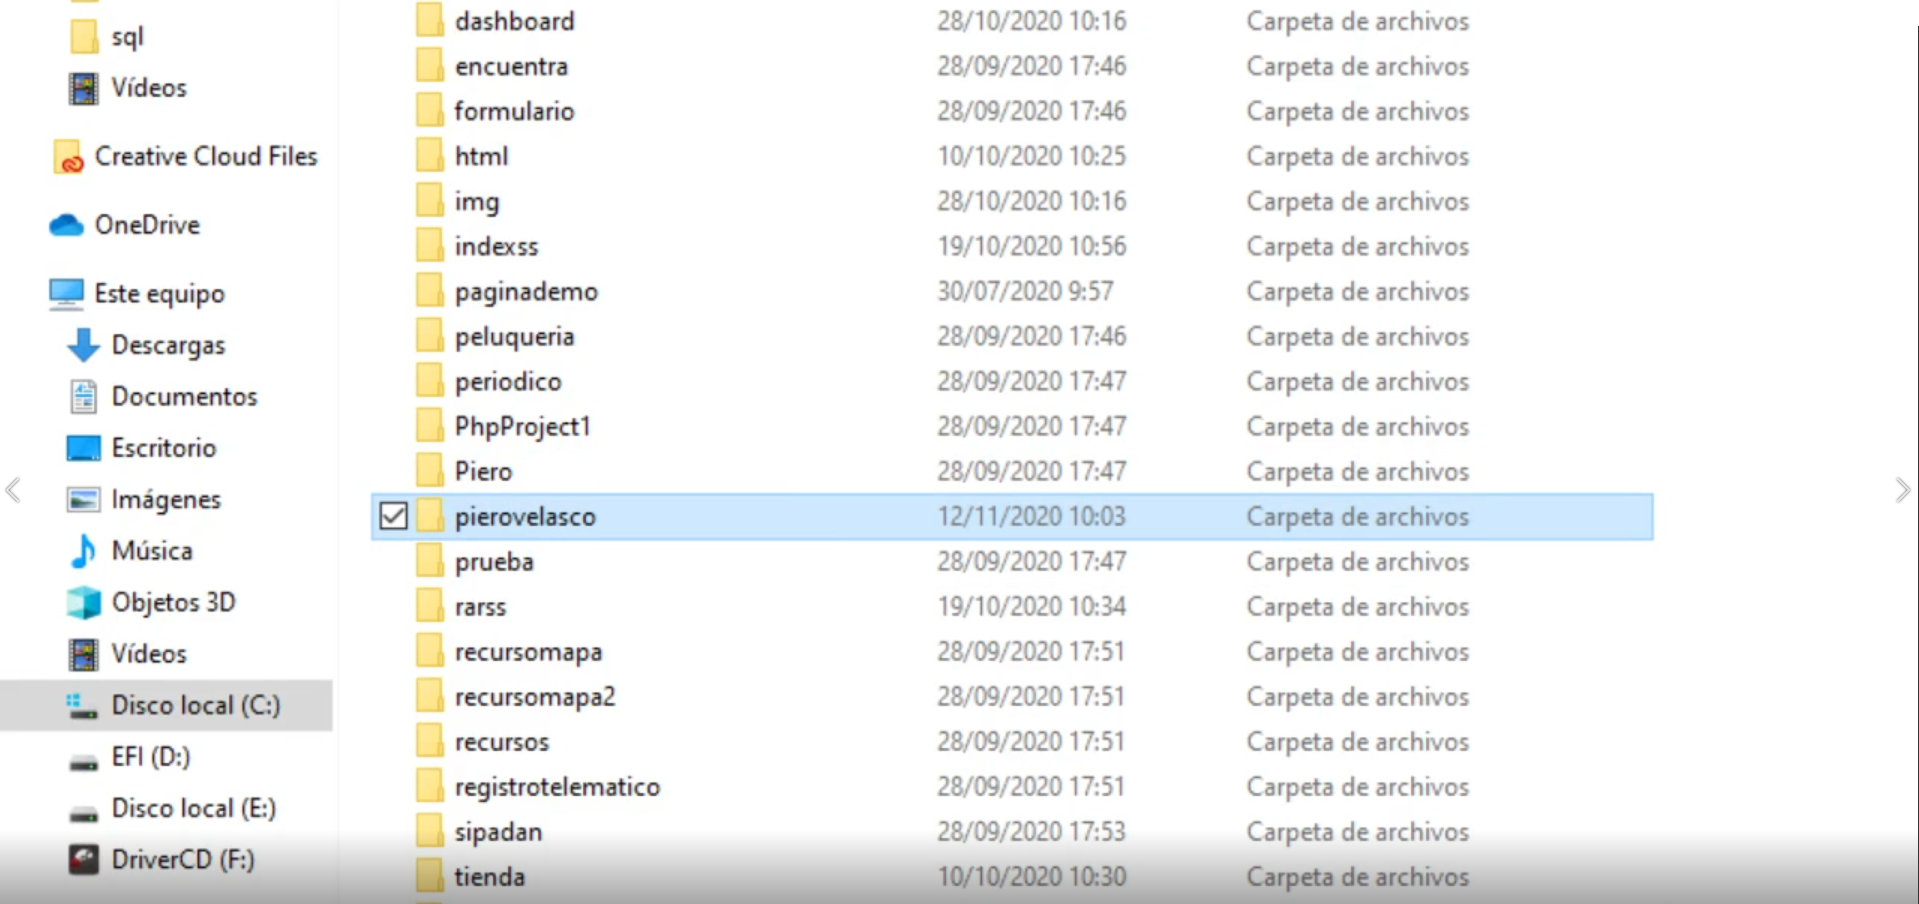 sql
Vídeos
Creative Cloud Files
OneDrive
Este equipo
Descargas
Documentos
Escritorio
Imágenes
Música
Objetos 3D
Vídeos
Disco local (C:)
EFI (D:)
Disco local (E:)
DriverCD (F:)
dashboard 28/10/2020 10:16 Carpeta de archivos
encuentra 28/09/2020 17:46 Carpeta de archivos
formulario 28/09/2020 17:46 Carpeta de archivos
html 10/10/2020 10:25 Carpeta de archivos
img 28/10/2020 10:16 Carpeta de archivos
indexss 19/10/2020 10:56 Carpeta de archivos
paginademo 30/07/2020 9:57 Carpeta de archivos
peluqueria 28/09/2020 17:46 Carpeta de archivos
periodico 28/09/2020 17:47 Carpeta de archivos
PhpProject1 28/09/2020 17:47 Carpeta de archivos
Piero 28/09/2020 17:47 Carpeta de archivos
pierovelasco 12/11/2020 10:03 Carpeta de archivos
prueba 28/09/2020 17:47 Carpeta de archivos
rarss 19/10/2020 10:34 Carpeta de archivos
recursomapa 28/09/2020 17:51 Carpeta de archivos
recursomapa2 28/09/2020 17:51 Carpeta de archivos
recursos 28/09/2020 17:51 Carpeta de archivos
registrotelematico 28/09/2020 17:51 Carpeta de archivos
sipadan 28/09/2020 17:53 Carpeta de archivos
tienda 10/10/2020 10:30 Carpeta de archivos